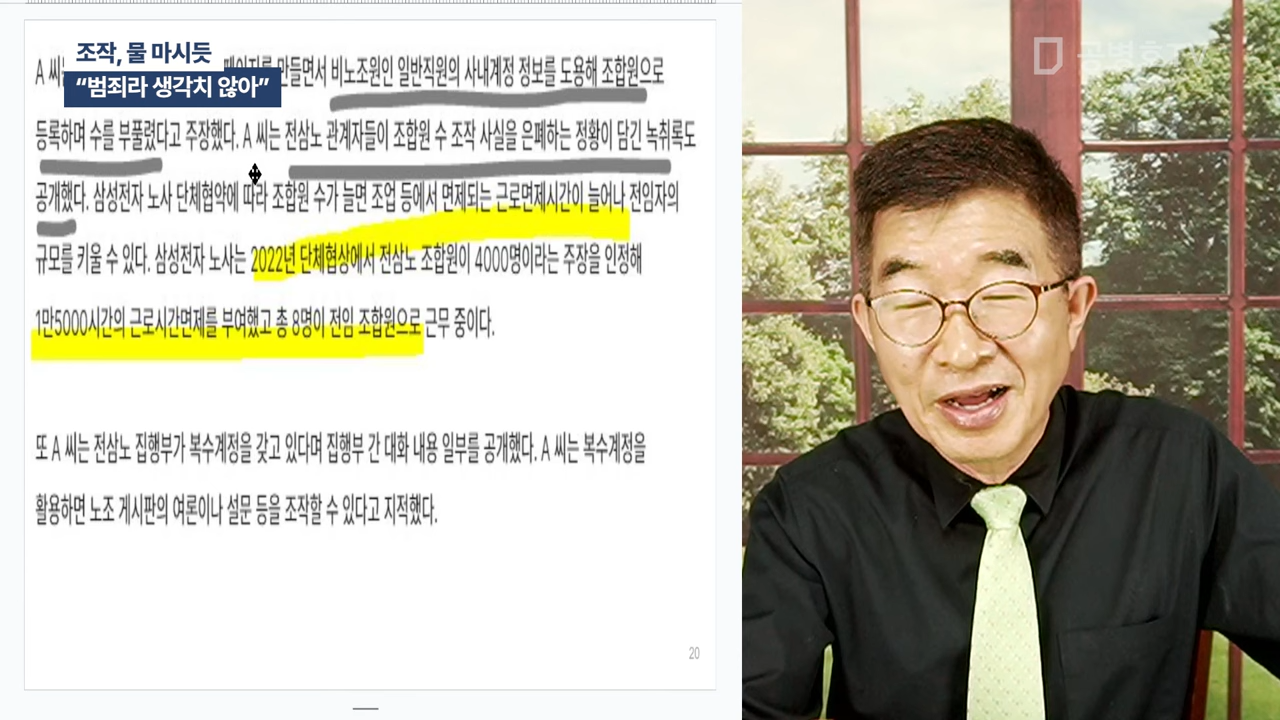 조작, 물 마시듯
“범죄라 생각치 않아”
공병호TV
A 씨는 페이지를 만들면서 비노조원인 일반직원의 사내계정 정보를 도용해 조합원으로
등록하며 수를 부풀렸다고 주장했다. A 씨는 전삼노 관계자들이 조합원 수 조작 사실을 은폐하는 정황이 담긴 녹취록도
공개했다. 삼성전자 노사 단체협약에 따라 조합원 수가 늘면 조업 등에서 면제되는 근로면제시간이 늘어나 전임자의
규모를 키울 수 있다. 삼성전자 노사는 2022년 단체협상에서 전삼노 조합원이 4000명이라는 주장을 인정해
1만5000시간의 근로시간면제를 부여했고 총 8명이 전임 조합원으로 근무 중이다.
또 A 씨는 전삼노 집행부가 복수계정을 갖고 있다며 집행부 간 대화 내용 일부를 공개했다. A 씨는 복수계정을
활용하면 노조 게시판의 여론이나 설문 등을 조작할 수 있다고 지적했다.
20